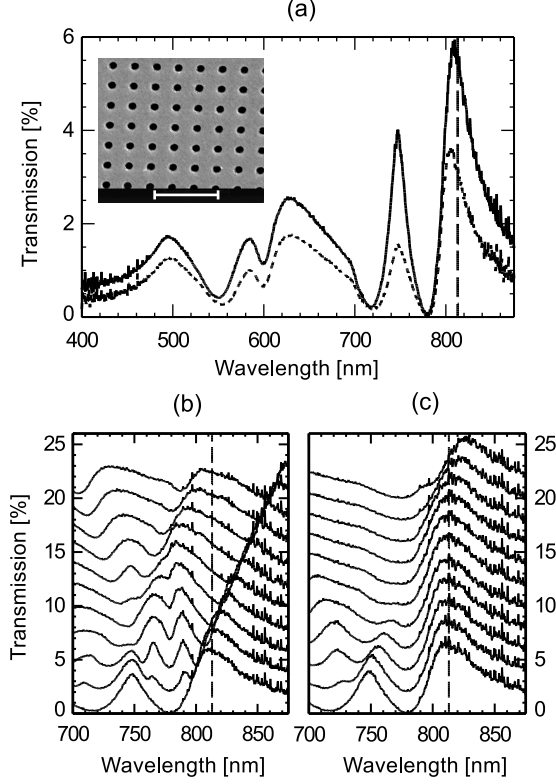 (a)
6
4
2
0
Transmission [%]
400 500 600 700 800
Wavelength [nm]
(b) (c)
25 25
20 20
15 15
10 10
5 5
0 0
Transmission [%]
700 750 800 850 700 750 800 850
Wavelength [nm] Wavelength [nm]